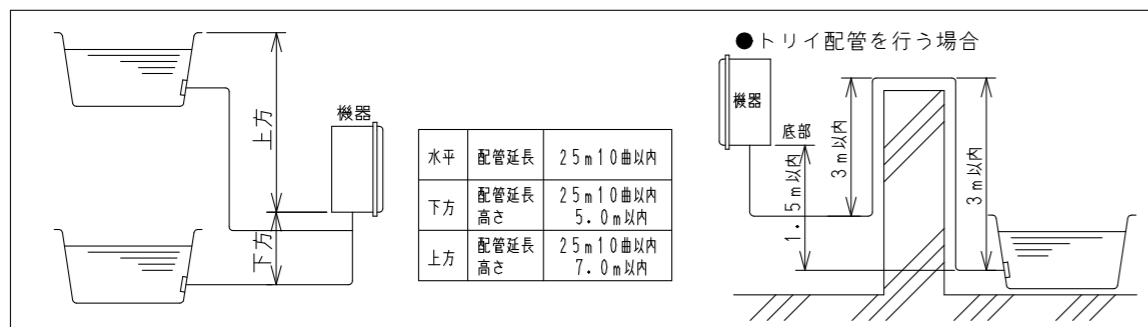 ●トリイ配管を行う場合
機器
上方
下方
水平 配管延長 25m10曲以内
下方 配管延長 25m10曲以内
高さ 5.0m以内
上方 配管延長 25m10曲以内
高さ 7.0m以内
機器
底部
3m以内
1.5m以内
3m以内